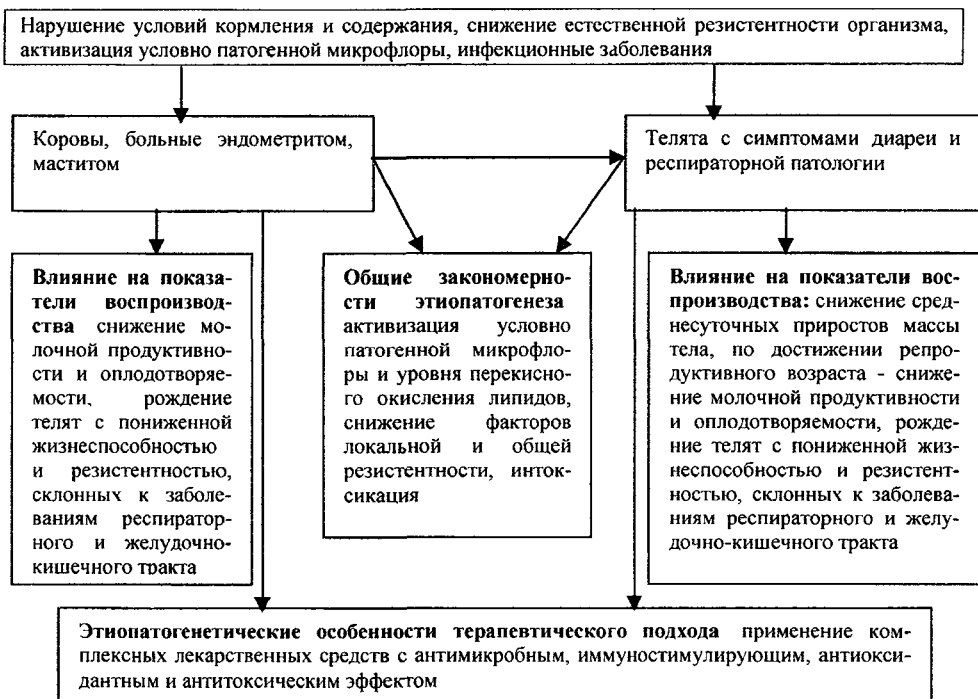 Нарушение условий кормления и содержания, снижение естественной резистентности организма,
активизация условно патогенной микрофлоры, инфекционные заболевания
Коровы, больные эндометритом,
маститом
Телята с симптомами диареи и
респираторной патологии
Влияние на показа-
тели воспроизводс-
тва снижение мо-
лочной продуктивно-
сти и оплодотворяе-
мости, рождение
телят с пониженной
жизнеспособностью
и резистентностью,
склонных к заболе-
ваниям респиратор-
ного и желудочно-
кишечного тракта
Общие закономерно-
сти этиопатогенеза
активизация условно
патогенной микрофло-
ры и уровня перекисно-
го окисления липидов,
снижение факторов
локальной и общей
резистентности, инток-
сикация
Влияние на показатели вос-
производства: снижение сред-
несуточных приростов массы
тела, по достижении репро-
дуктивного возраста - сниже-
ние молочной продуктивности
и оплодотворяемости, рожде-
ние телят с пониженной жиз-
неспособностью и резистент-
ностью, склонных к заболева-
ниям респираторного и желу-
дочно-кишечного тракта
Этиопатогенетические особенности терапевтического подхода применение ком-
плексных лекарственных средств с антимикробным, иммуностимулирующим, антиокси-
дантным и антитоксическим эффектом